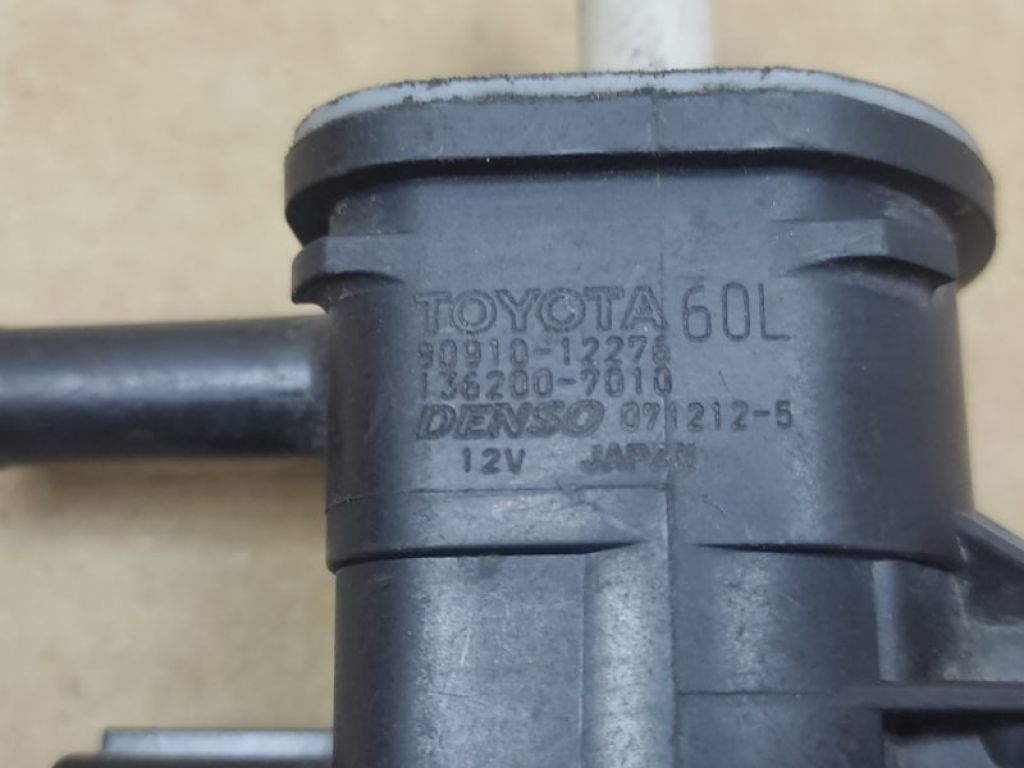 TOYOTA 60L
90910-12276
136200-7010
DENSO 071212-5
12V JAPAN